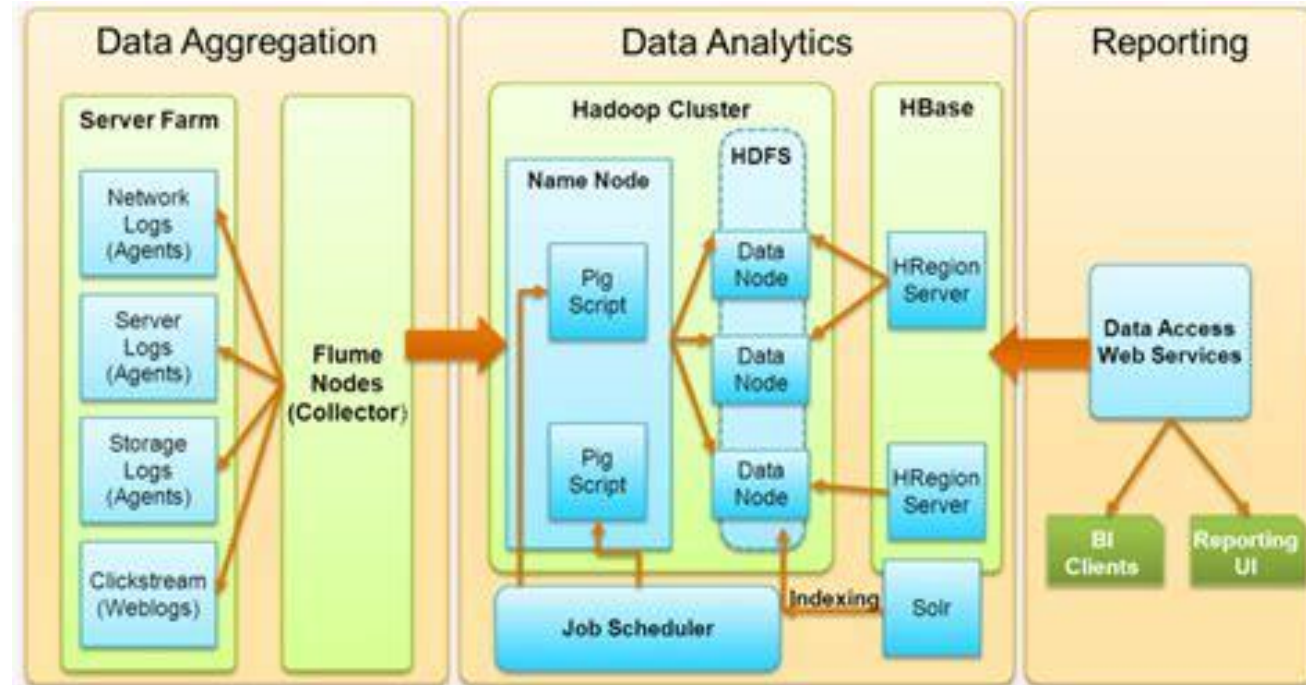 Data Aggregation
Server Farm
Network
Logs
(Agents)
Server
Logs
(Agents)
Storage
Logs
(Agents)
Clickstream
(Weblogs)
Flume
Nodes
(Collector)
Data Analytics
Hadoop Cluster
Name Node
Pig
Script
Pig
Script
HDFS
Data
Node
Data
Node
Data
Node
HBase
HRegion
Server
HRegion
Server
Job Scheduler
Indexing
Solr
Reporting
Data Access
Web Services
BI
Clients
Reporting
UI